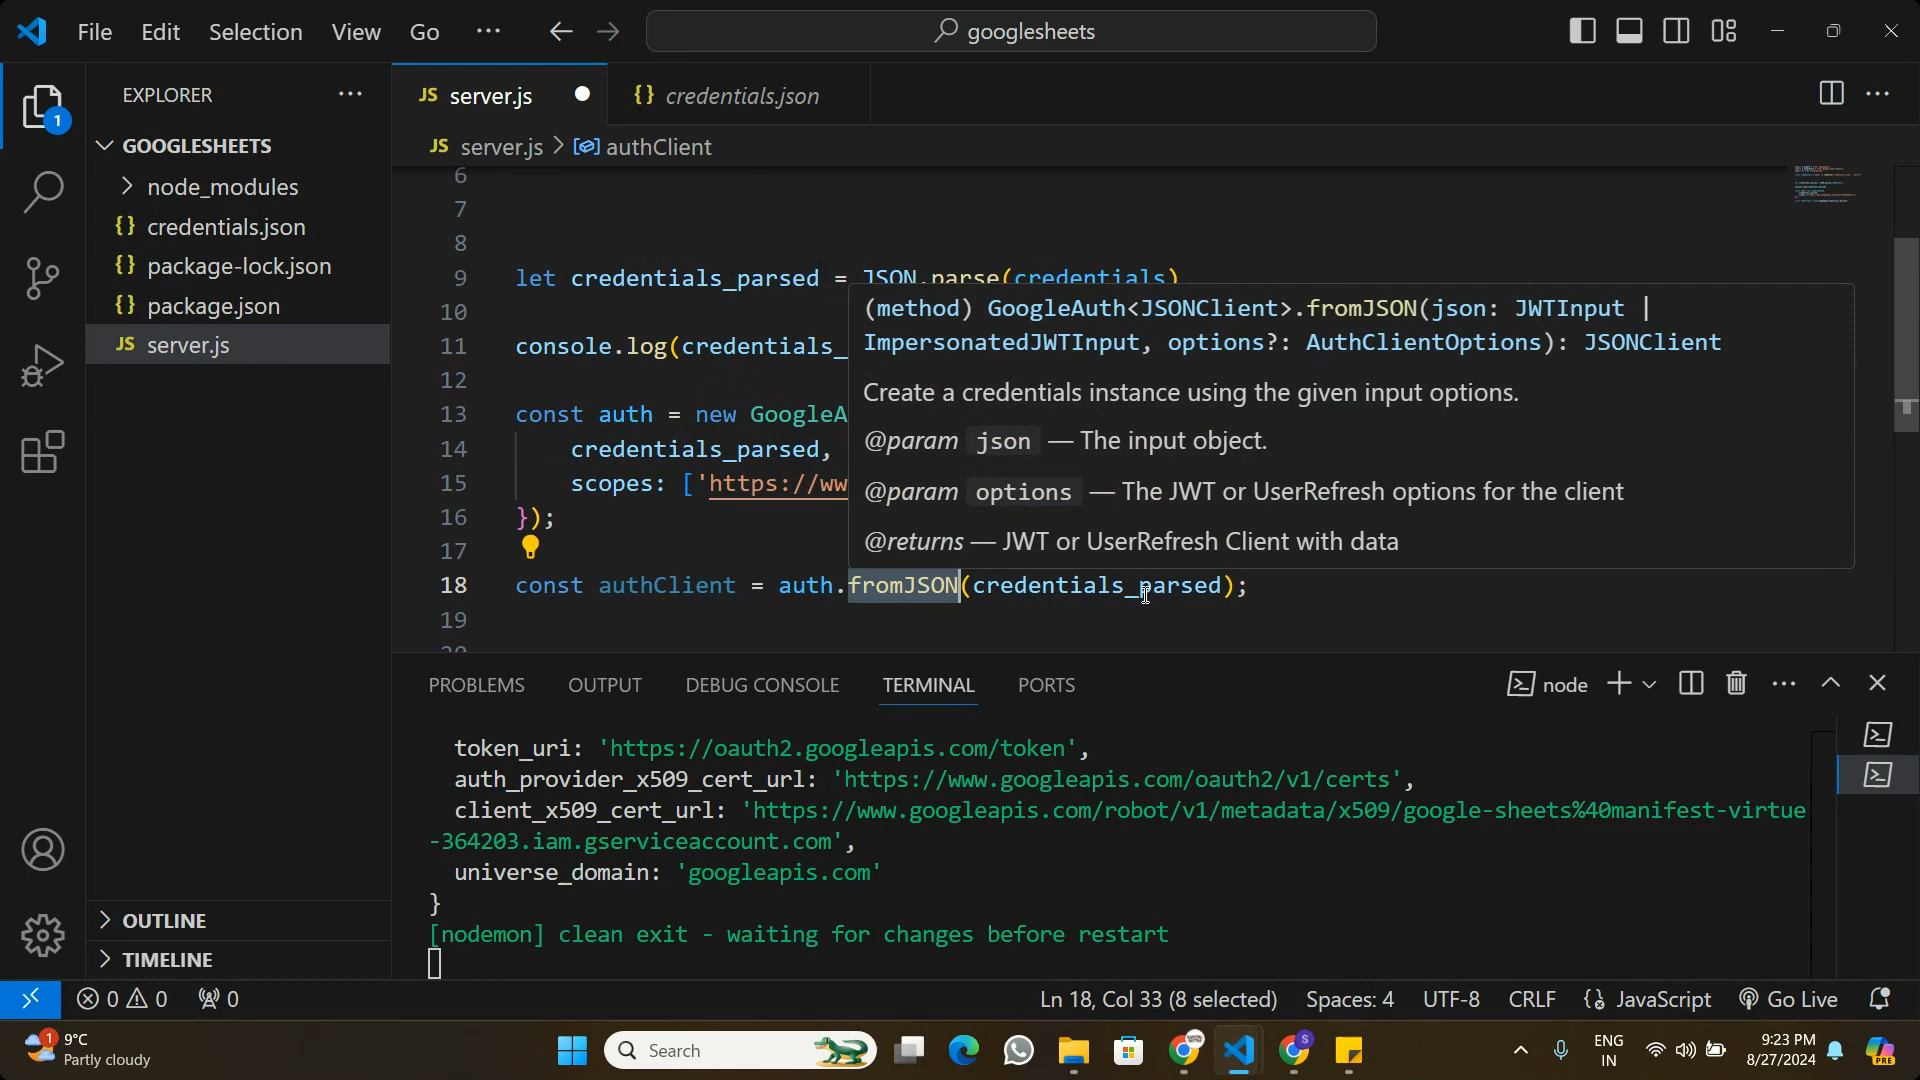 File Edit Selection View Go ··· googlesheets
EXPLORER ···
JS server.js
{} credentials.json
···
GOOGLESHEETS
JS server.js > authClient
node_modules
{} credentials.json
{} package-lock.json
{} package.json
JS server.js
6
7
8
9 let credentials_parsed = JSON.parse(credentials)
10
11 console.log(credentials_
12
13 const auth = new GoogleA
14 credentials_parsed,
15 scopes: ['https://ww
16 });
17
18 const authClient = auth.fromJSON(credentials_parsed);
19
20
(method) GoogleAuth<JSONClient>.fromJSON(json: JWTInput |
ImpersonatedJWTInput, options?: AuthClientOptions): JSONClient
Create a credentials instance using the given input options.
@param json — The input object.
@param options — The JWT or UserRefresh options for the client
@returns — JWT or UserRefresh Client with data
PROBLEMS OUTPUT DEBUG CONSOLE TERMINAL PORTS node
token_uri: 'https://oauth2.googleapis.com/token',
auth_provider_x509_cert_url: 'https://www.googleapis.com/oauth2/v1/certs',
client_x509_cert_url: 'https://www.googleapis.com/robot/v1/metadata/x509/google-sheets%40manifest-virtue
-364203.iam.gserviceaccount.com',
universe_domain: 'googleapis.com'
}
[nodemon] clean exit - waiting for changes before restart
OUTLINE
TIMELINE
1
0 0 0 Ln 18, Col 33 (8 selected) Spaces: 4 UTF-8 CRLF {} JavaScript Go Live
1 9°C
Partly cloudy
Search
S
ENG
IN
9:23 PM
8/27/2024
PRE